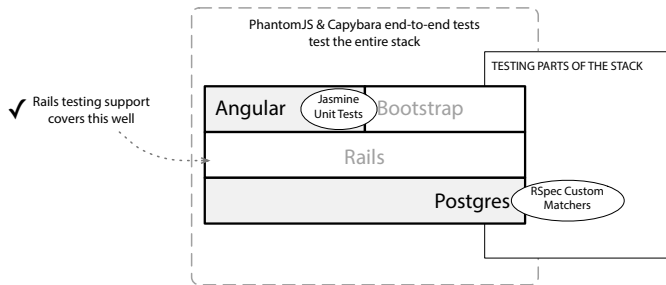 PhantomJS & Capybara end-to-end tests
test the entire stack
TESTING PARTS OF THE STACK
✓ Rails testing support
covers this well
Angular
Jasmine
Unit Tests
Bootstrap
Rails
Postgres
RSpec Custom
Matchers